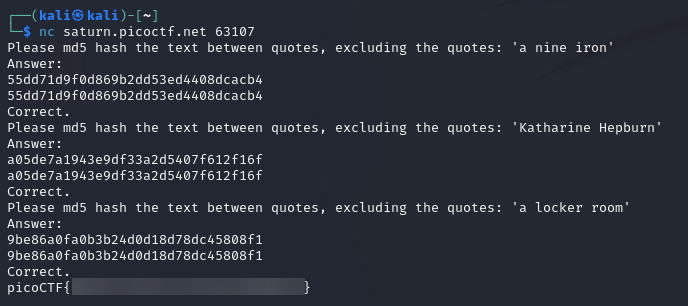 ┌──(kali㉿kali)-[~]
└─$ nc saturn.picoctf.net 63107
Please md5 hash the text between quotes, excluding the quotes: 'a nine iron'
Answer:
55dd71d9f0d869b2dd53ed4408dcacb4
55dd71d9f0d869b2dd53ed4408dcacb4
Correct.
Please md5 hash the text between quotes, excluding the quotes: 'Katharine Hepburn'
Answer:
a05de7a1943e9df33a2d5407f612f16f
a05de7a1943e9df33a2d5407f612f16f
Correct.
Please md5 hash the text between quotes, excluding the quotes: 'a locker room'
Answer:
9be86a0fa0b3b24d0d18d78dc45808f1
9be86a0fa0b3b24d0d18d78dc45808f1
Correct.
picoCTF{ }